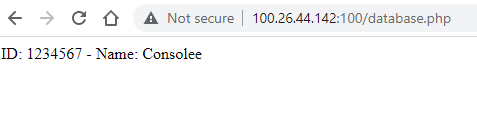 Not secure | 100.26.44.142:100/database.php
ID: 1234567 - Name: Consolee